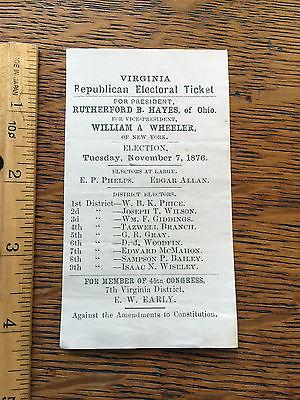 VIRGINIA
Republican Electoral Ticket
FOR PRESIDENT,
RUTHERFORD B. HAYES, of Ohio.
FOR VICE-PRESIDENT,
WILLIAM A WHEELER,
OF NEW YORK.
ELECTION,
Tuesday, November 7, 1876.
ELECTORS AT LARGE.
E. P. PHELPS. EDGAR ALLAN.
DISTRICT ELECTORS.
1st District—W. B. K. PRICE.
2d " —JOSEPH T. WILSON.
3d " —WM. F. GIDDINGS.
4th " —TAZWELL BRANCH.
5th " —G. R. GRAY.
6th " —D. J. WOODFIN.
7th " —EDWARD McMAHON.
8th " —SAMPSON P. BAILEY.
9th " —ISAAC N. WISELEY.
FOR MEMBER OF 45th CONGRESS,
7th Virginia District,
E. W. EARLY.
Against the Amendments to Constitution.